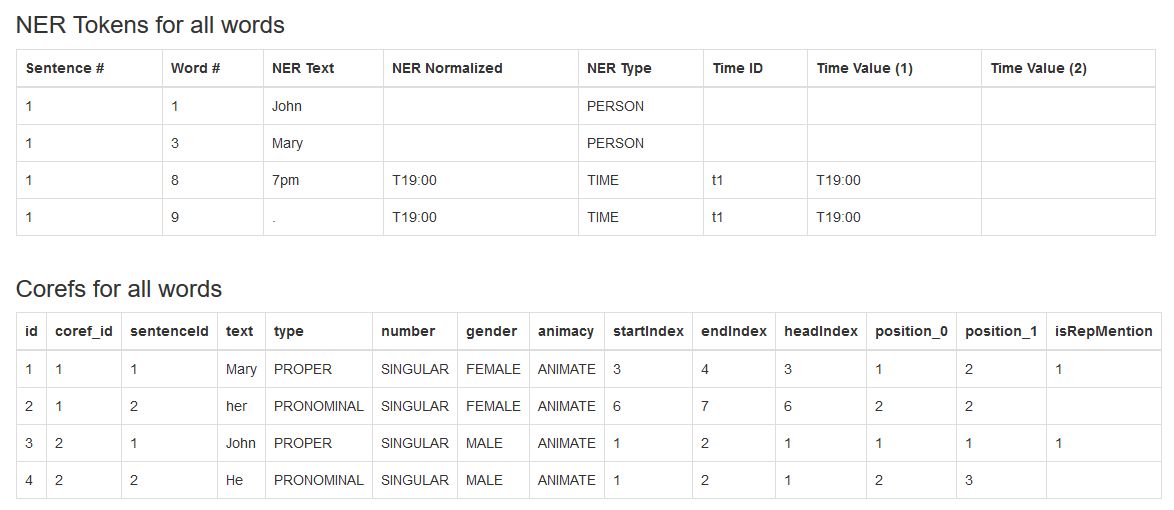 NER Tokens for all words
Sentence # Word # NER Text NER Normalized NER Type Time ID Time Value (1) Time Value (2)
1 1 John PERSON
1 3 Mary PERSON
1 8 7pm T19:00 TIME t1 T19:00
1 9 . T19:00 TIME t1 T19:00
Corefs for all words
id coref_id sentenceId text type number gender animacy startIndex endIndex headIndex position_0 position_1 isRepMention
1 1 1 Mary PROPER SINGULAR FEMALE ANIMATE 3 4 3 1 2 1
2 1 2 her PRONOMINAL SINGULAR FEMALE ANIMATE 6 7 6 2 2
3 2 1 John PROPER SINGULAR MALE ANIMATE 1 2 1 1 1 1
4 2 2 He PRONOMINAL SINGULAR MALE ANIMATE 1 2 1 2 3